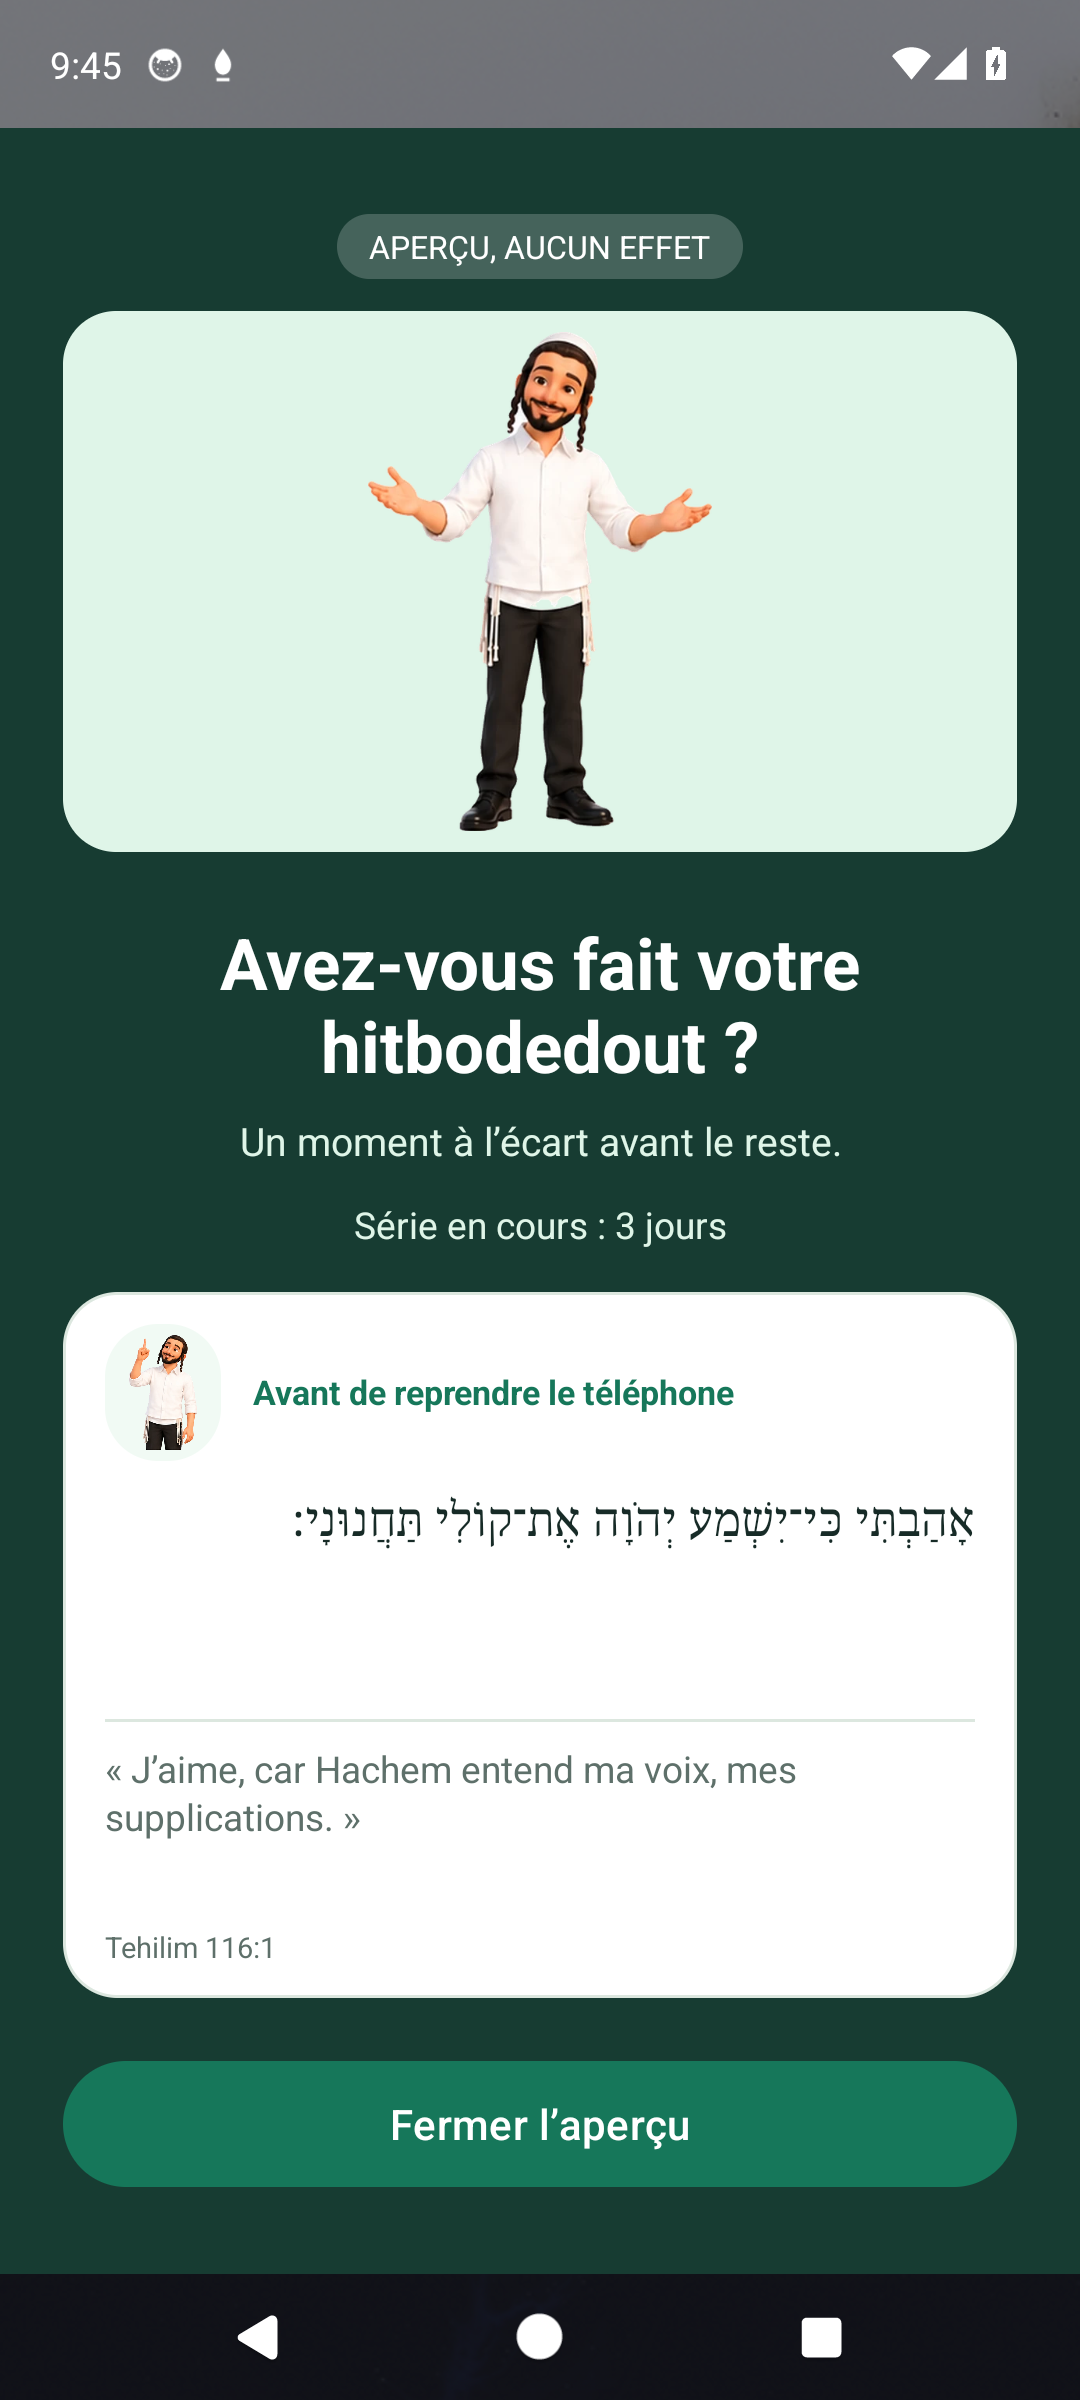 9:45
APERÇU, AUCUN EFFET
Avez-vous fait votre
hitbodedout ?
Un moment à l’écart avant le reste.
Série en cours : 3 jours
Avant de reprendre le téléphone
אָהַבְתִּי כִּי־יִשְׁמַע יְהֹוָה אֶת־קוֹלִי תַּחֲנוּנָי׃
« J’aime, car Hachem entend ma voix, mes
supplications. »
Tehilim 116:1
Fermer l’aperçu